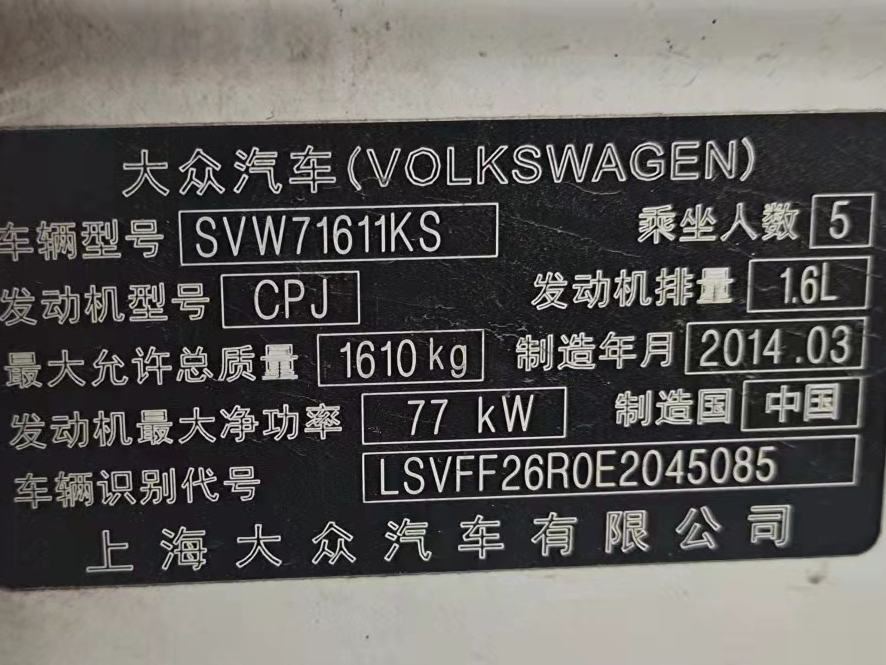 大众汽车(VOLKSWAGEN)
车辆型号 SVW71611KS 乘坐人数 5
发动机型号 CPJ 发动机排量 1.6L
最大允许总质量 1610kg 制造年月 2014.03
发动机最大净功率 77 kW 制造国 中国
车辆识别代号 LSVFF26R0E2045085
上海大众汽车有限公司